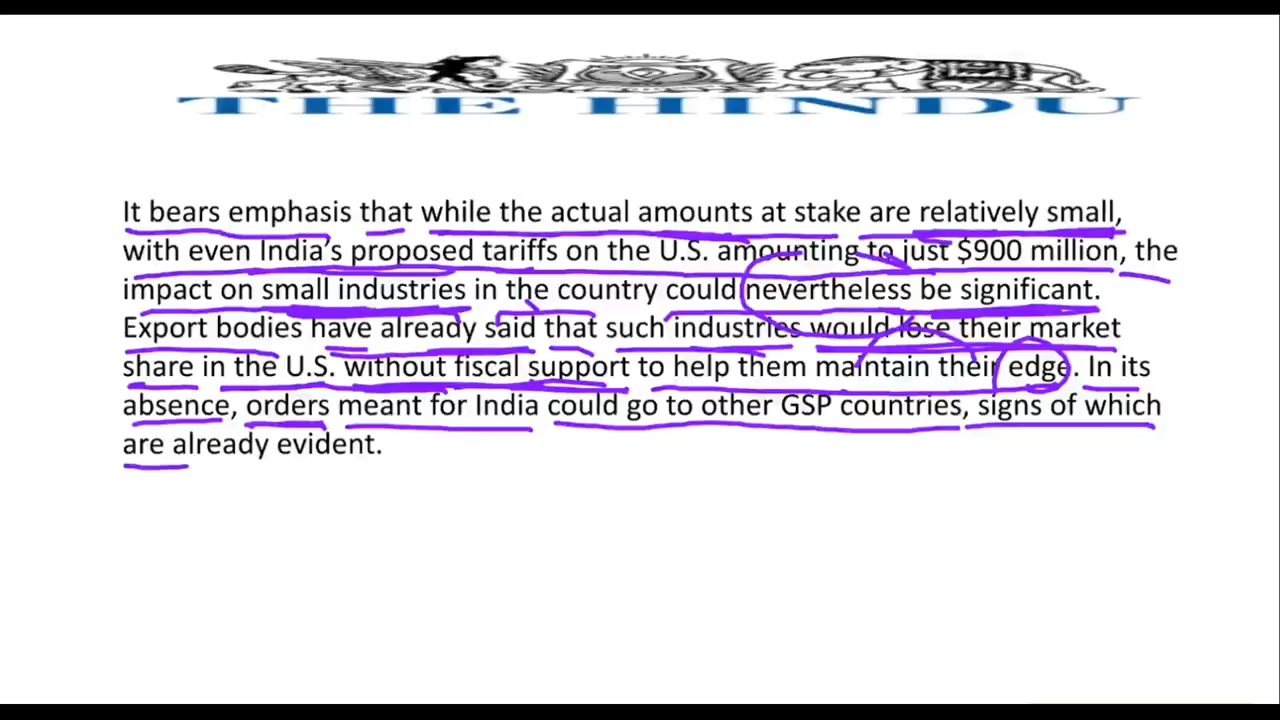 THE HINDU
It bears emphasis that while the actual amounts at stake are relatively small,
with even India’s proposed tariffs on the U.S. amounting to just $900 million, the
impact on small industries in the country could nevertheless be significant.
Export bodies have already said that such industries would lose their market
share in the U.S. without fiscal support to help them maintain their edge. In its
absence, orders meant for India could go to other GSP countries, signs of which
are already evident.